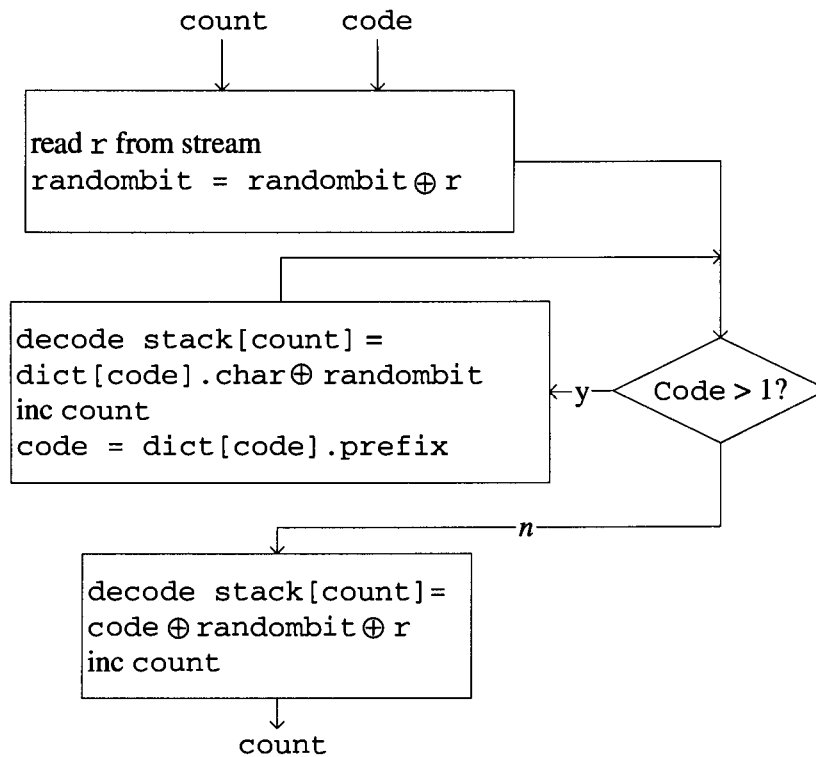 count code
read r from stream
randombit = randombit ⊕ r
decode stack[count] =
dict[code].char ⊕ randombit
inc count
code = dict[code].prefix
y
Code > 1?
n
decode stack[count]=
code ⊕ randombit ⊕ r
inc count
count